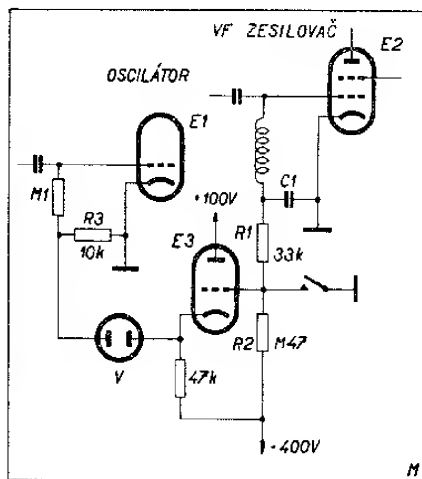 VF ZESILOVAČ
E2
OSCILÁTOR
E1
M1
C1
+100V
R3
10k
E3
R1
33k
R2
M47
V
47k
-400V
M